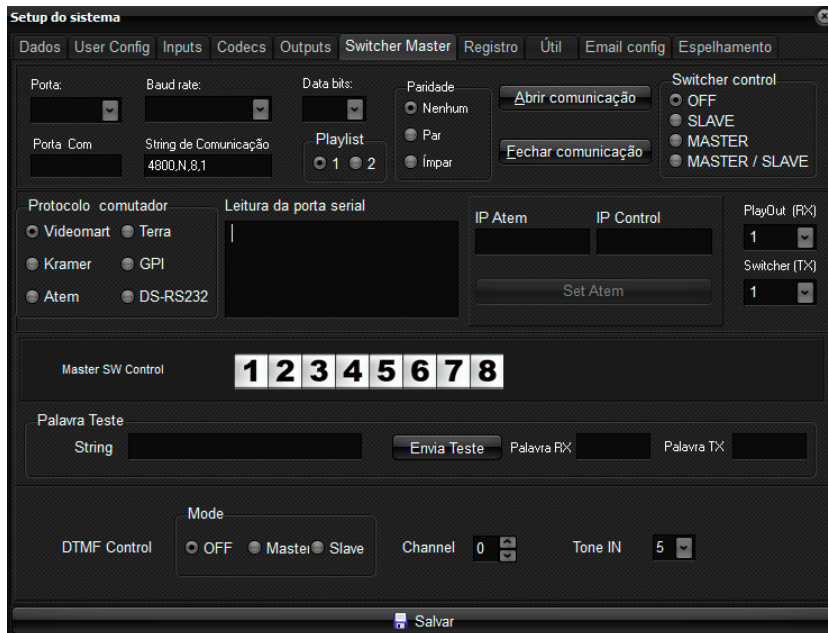 Setup do sistema
Dados User Config Inputs Codecs Outputs Switcher Master Registro Útil Email config Espelhamento
Porta: Baud rate: Data bits: Paridade Switcher control
Nenhum Abrir comunicação OFF
SLAVE
Porta Com String de Comunicação Playlist Par MASTER
4800,N,8,1 1 2 Ímpar Fechar comunicação MASTER / SLAVE
Protocolo comutador Leitura da porta serial IP Atem IP Control PlayOut (RX)
Videomart Terra 1
Kramer GPI Switcher (TX)
Atem DS-RS232 Set Atem 1
Master SW Control 1 2 3 4 5 6 7 8
Palavra Teste
String Envia Teste Palavra RX Palavra TX
Mode
DTMF Control OFF Master Slave Channel 0 Tone IN 5
Salvar